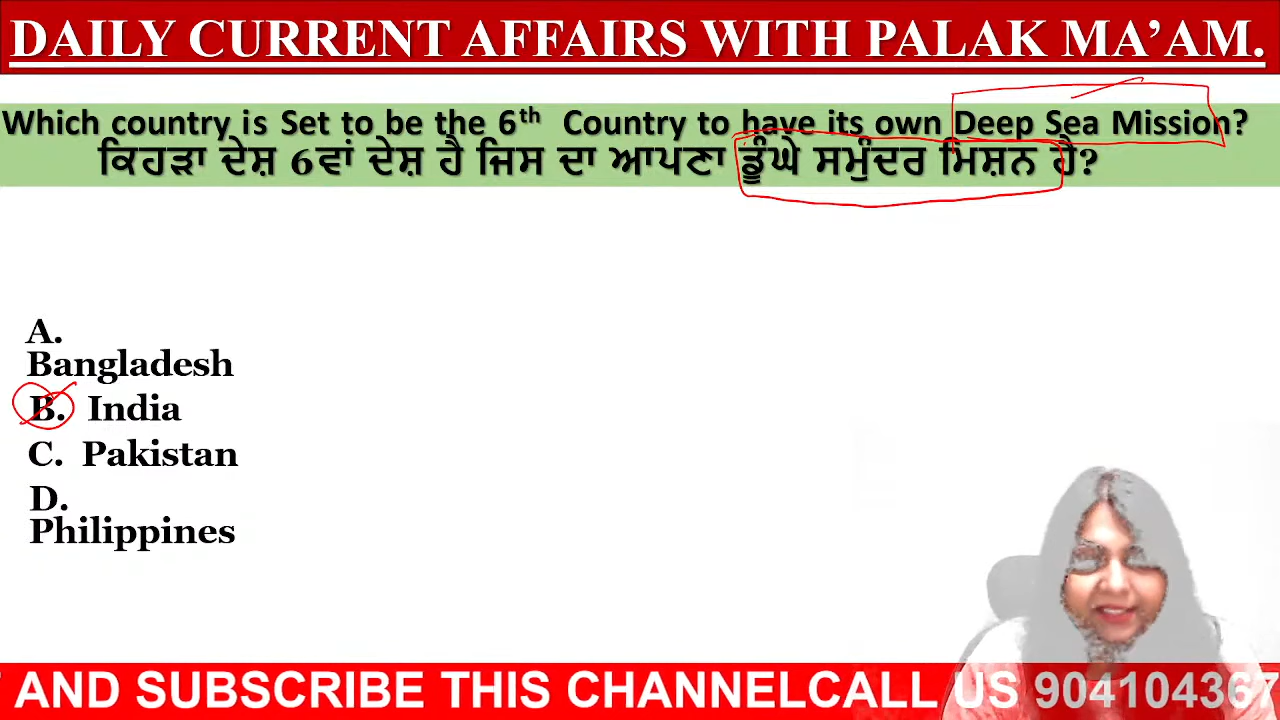 DAILY CURRENT AFFAIRS WITH PALAK MA’AM.
Which country is Set to be the 6th Country to have its own Deep Sea Mission?
ਕਿਹੜਾ ਦੇਸ਼ 6ਵਾਂ ਦੇਸ਼ ਹੈ ਜਿਸ ਦਾ ਆਪਣਾ ਡੂੰਘੇ ਸਮੁੰਦਰ ਮਿਸ਼ਨ ਹੈ?
A.
Bangladesh
B. India
C. Pakistan
D.
Philippines
AND SUBSCRIBE THIS CHANNELCALL US 904104367